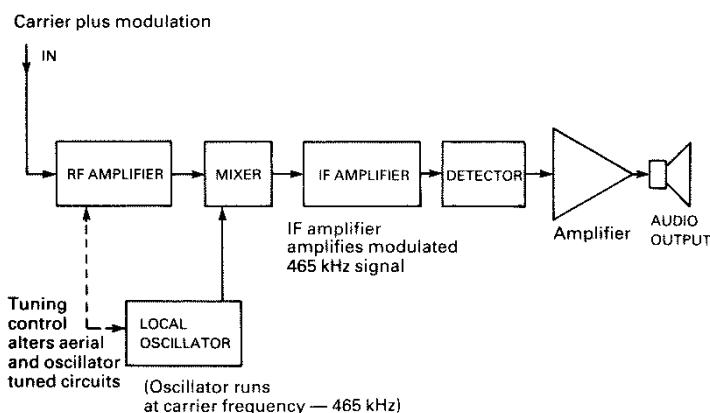 Carrier plus modulation
IN
RF AMPLIFIER
MIXER
IF AMPLIFIER
DETECTOR
Amplifier
AUDIO
OUTPUT
IF amplifier
amplifies modulated
465 kHz signal
Tuning
control
alters aerial
and oscillator
tuned circuits
LOCAL
OSCILLATOR
(Oscillator runs
at carrier frequency — 465 kHz)